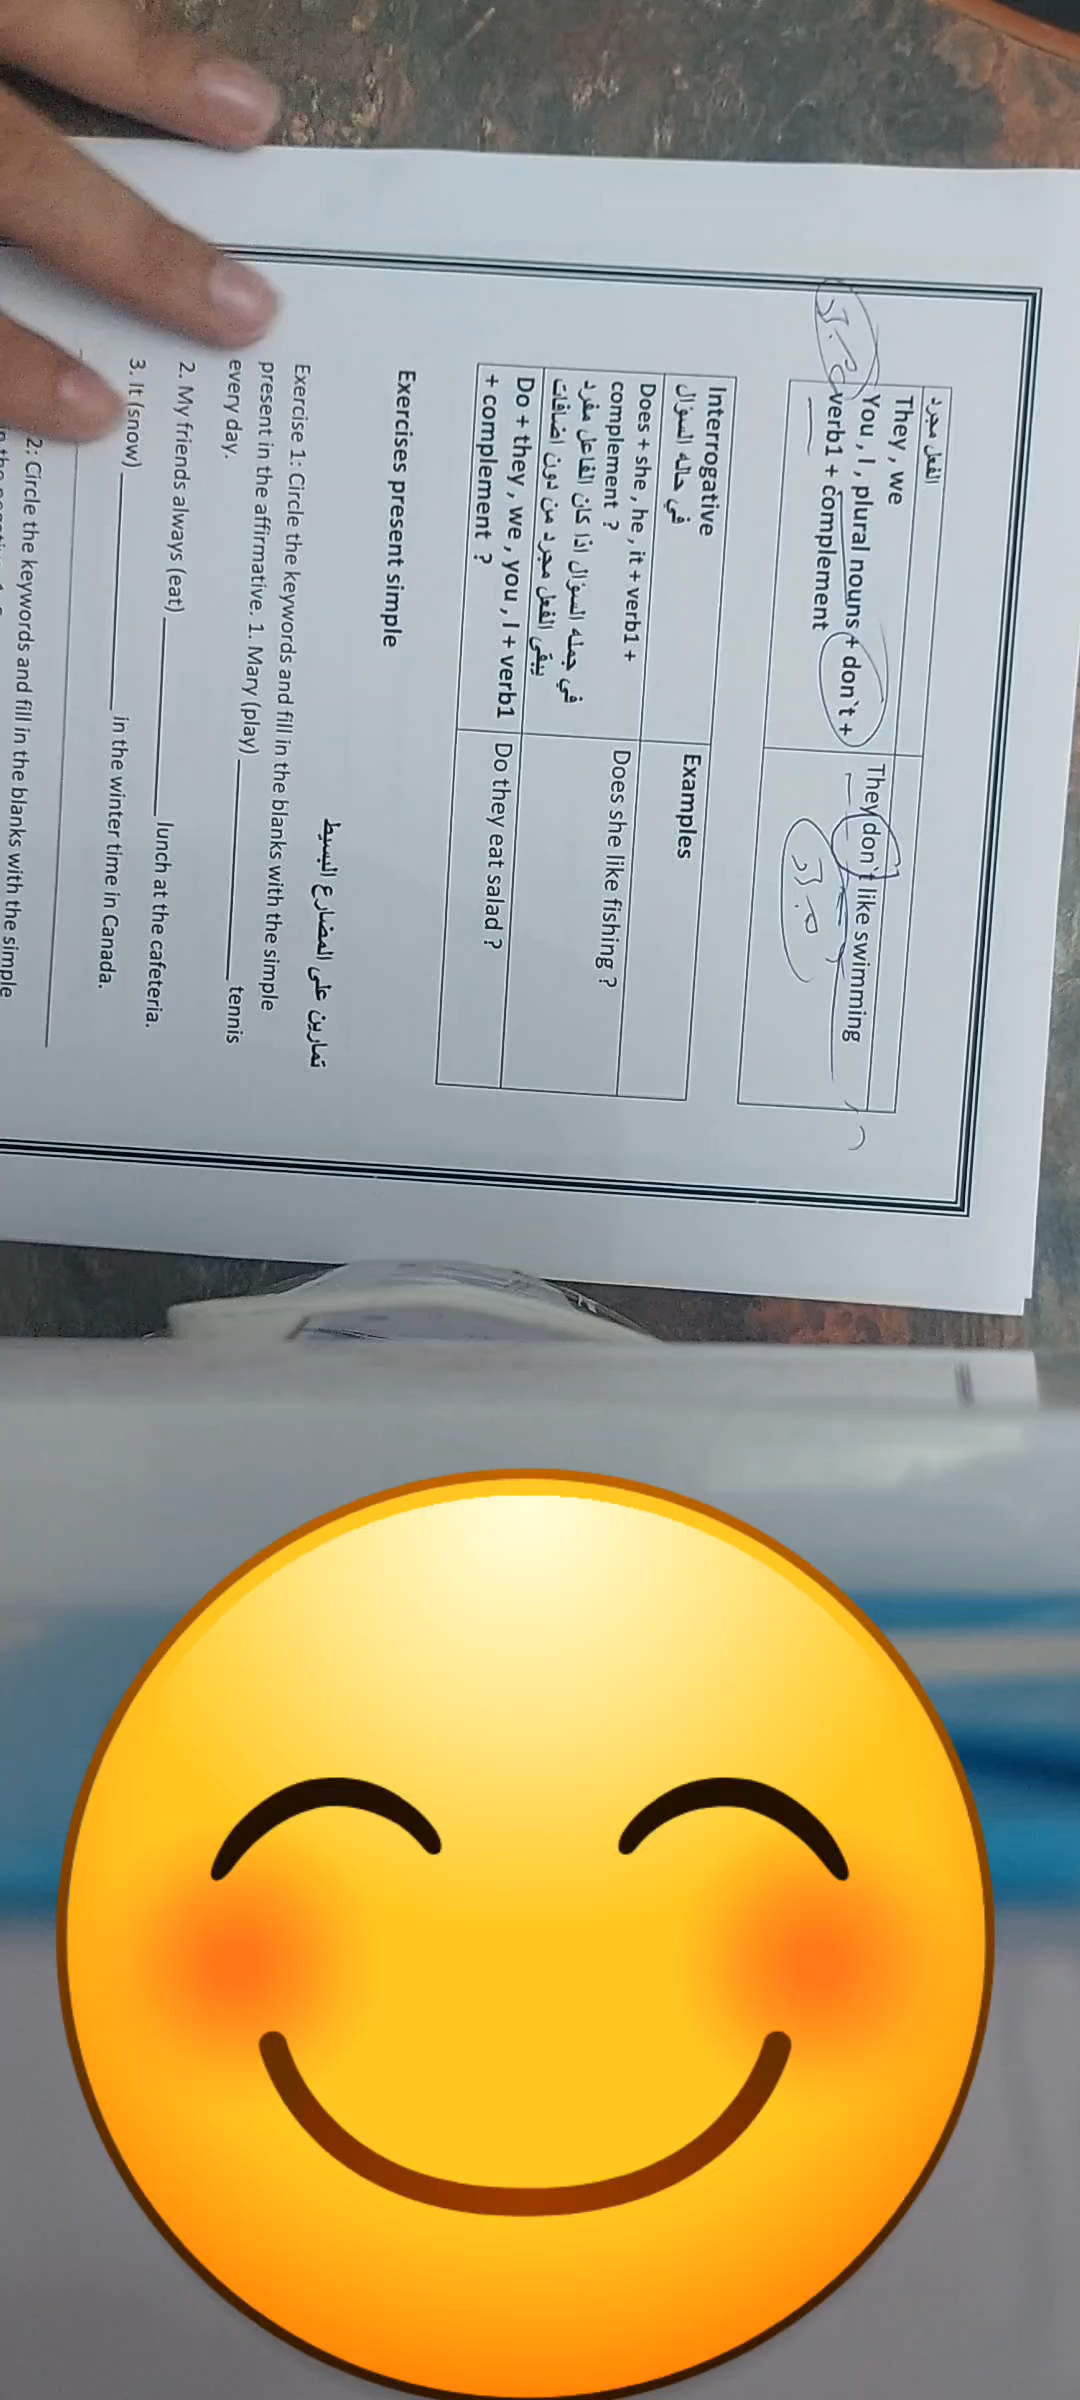 الفعل مجرد
They , we
You , I , plural nouns + don`t +
verb1 + complement
They don`t like swimming
Interrogative
في حاله السؤال
Examples
Does + she , he , it + verb1 +
complement ?
Does she like fishing ?
في جمله السؤال اذا كان الفاعل مفرد
يبقى الفعل مجرد من دون اضافات
Do + they , we , you , I + verb1
+ complement ?
Do they eat salad ?
Exercises present simple
تمارين على المضارع البسيط
Exercise 1: Circle the keywords and fill in the blanks with the simple
present in the affirmative. 1. Mary (play) ____________________ tennis
every day.
2. My friends always (eat) __________________ lunch at the cafeteria.
3. It (snow) ____________________ in the winter time in Canada.
2: Circle the keywords and fill in the blanks with the simple